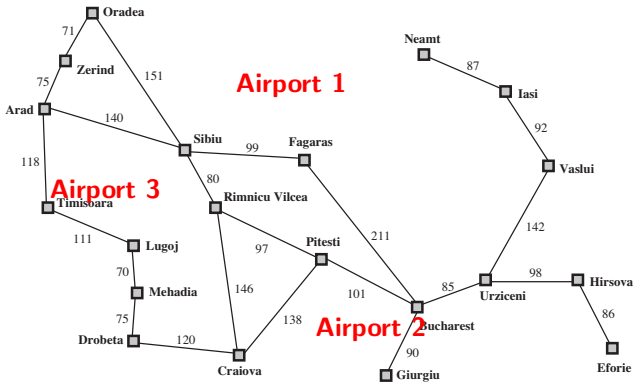 Oradea
71
Neamt
Zerind
87
151
75
Airport 1
Iasi
Arad
140
92
Sibiu
Fagaras
99
118
Vaslui
80
Airport 3
Rimnicu Vilcea
Timisoara
142
111
211
Lugoj
97
Pitesti
70
98
Hirsova
146
101
85
Urziceni
Mehadia
138
86
75
Airport 2
Bucharest
Drobeta
120
90
Eforie
Craiova
Giurgiu